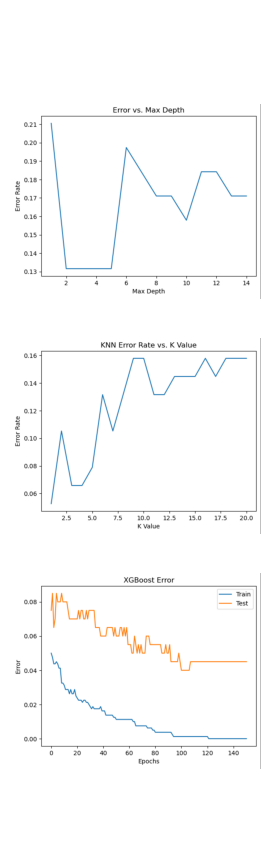 Error vs. Max Depth
0.21
0.20
0.19
0.18
0.17
0.16
0.15
0.14
0.13
Error Rate
2 4 6 8 10 12 14
Max Depth
KNN Error Rate vs. K Value
0.16
0.14
0.12
0.10
0.08
0.06
Error Rate
2.5 5.0 7.5 10.0 12.5 15.0 17.5 20.0
K Value
XGBoost Error
Train
Test
0.08
0.06
0.04
0.02
0.00
Error
0 20 40 60 80 100 120 140
Epochs